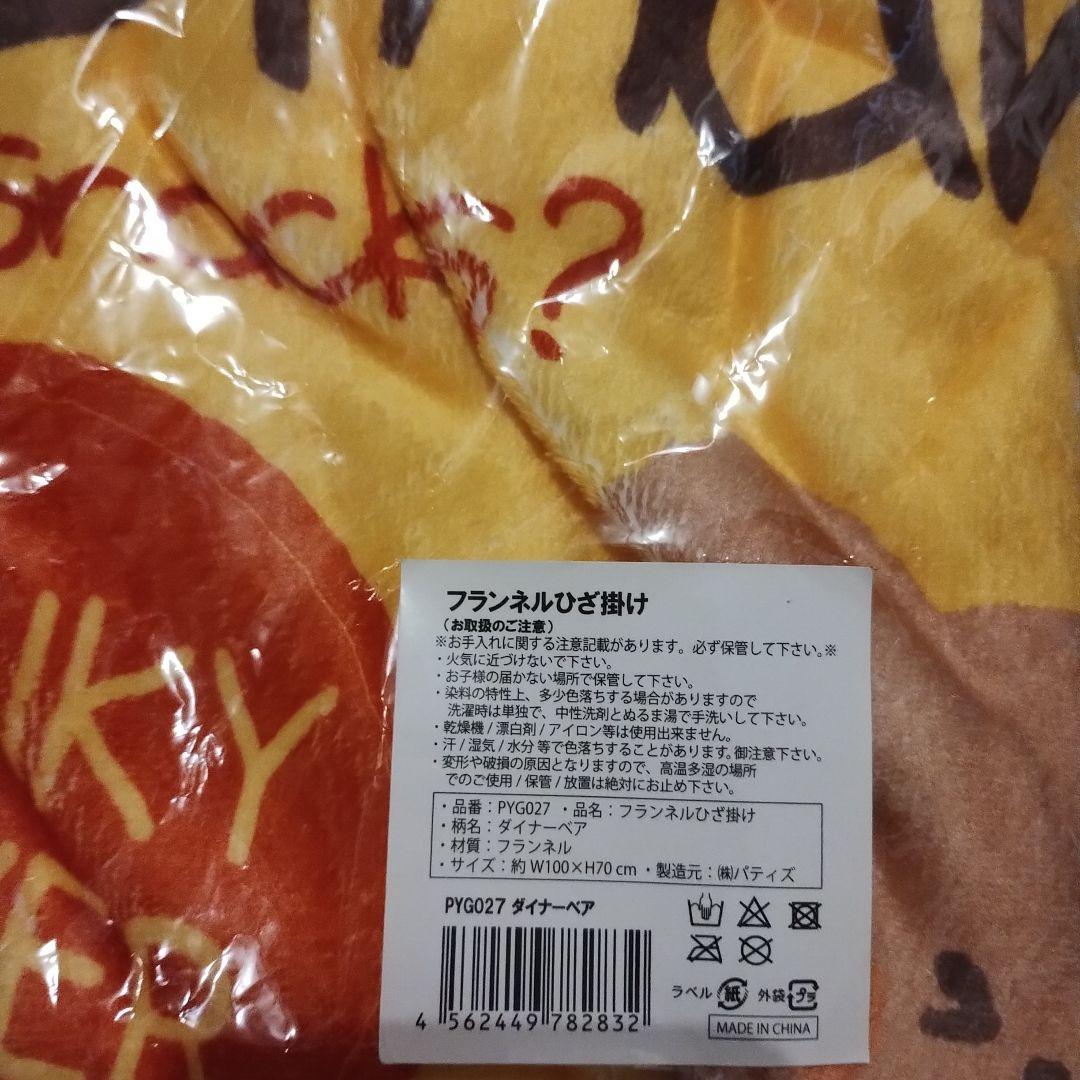 snack?
NKY
ER
フランネルひざ掛け
(お取扱のご注意)
※お手入れに関する注意記載があります。必ず保管して下さい。※
・火気に近づけないで下さい。
・お子様の届かない場所で保管して下さい。
・染料の特性上、多少色落ちする場合がありますので
洗濯時は単独で、中性洗剤とぬるま湯で手洗いして下さい。
・乾燥機/漂白剤/アイロン等は使用出来ません。
・汗/湿気/水分 等で色落ちすることがあります。御注意下さい。
・変形や破損の原因となりますので、高温多湿の場所
でのご使用/保管/放置は絶対にお止め下さい。
・品番：PYG027 ・品名：フランネルひざ掛け
・柄名：ダイナーベア
・材質：フランネル
・サイズ：約 W100×H70 cm ・製造元：㈱パティズ
PYG027 ダイナーベア
4 562449 782832
ラベル 紙 外袋 プラ
MADE IN CHINA